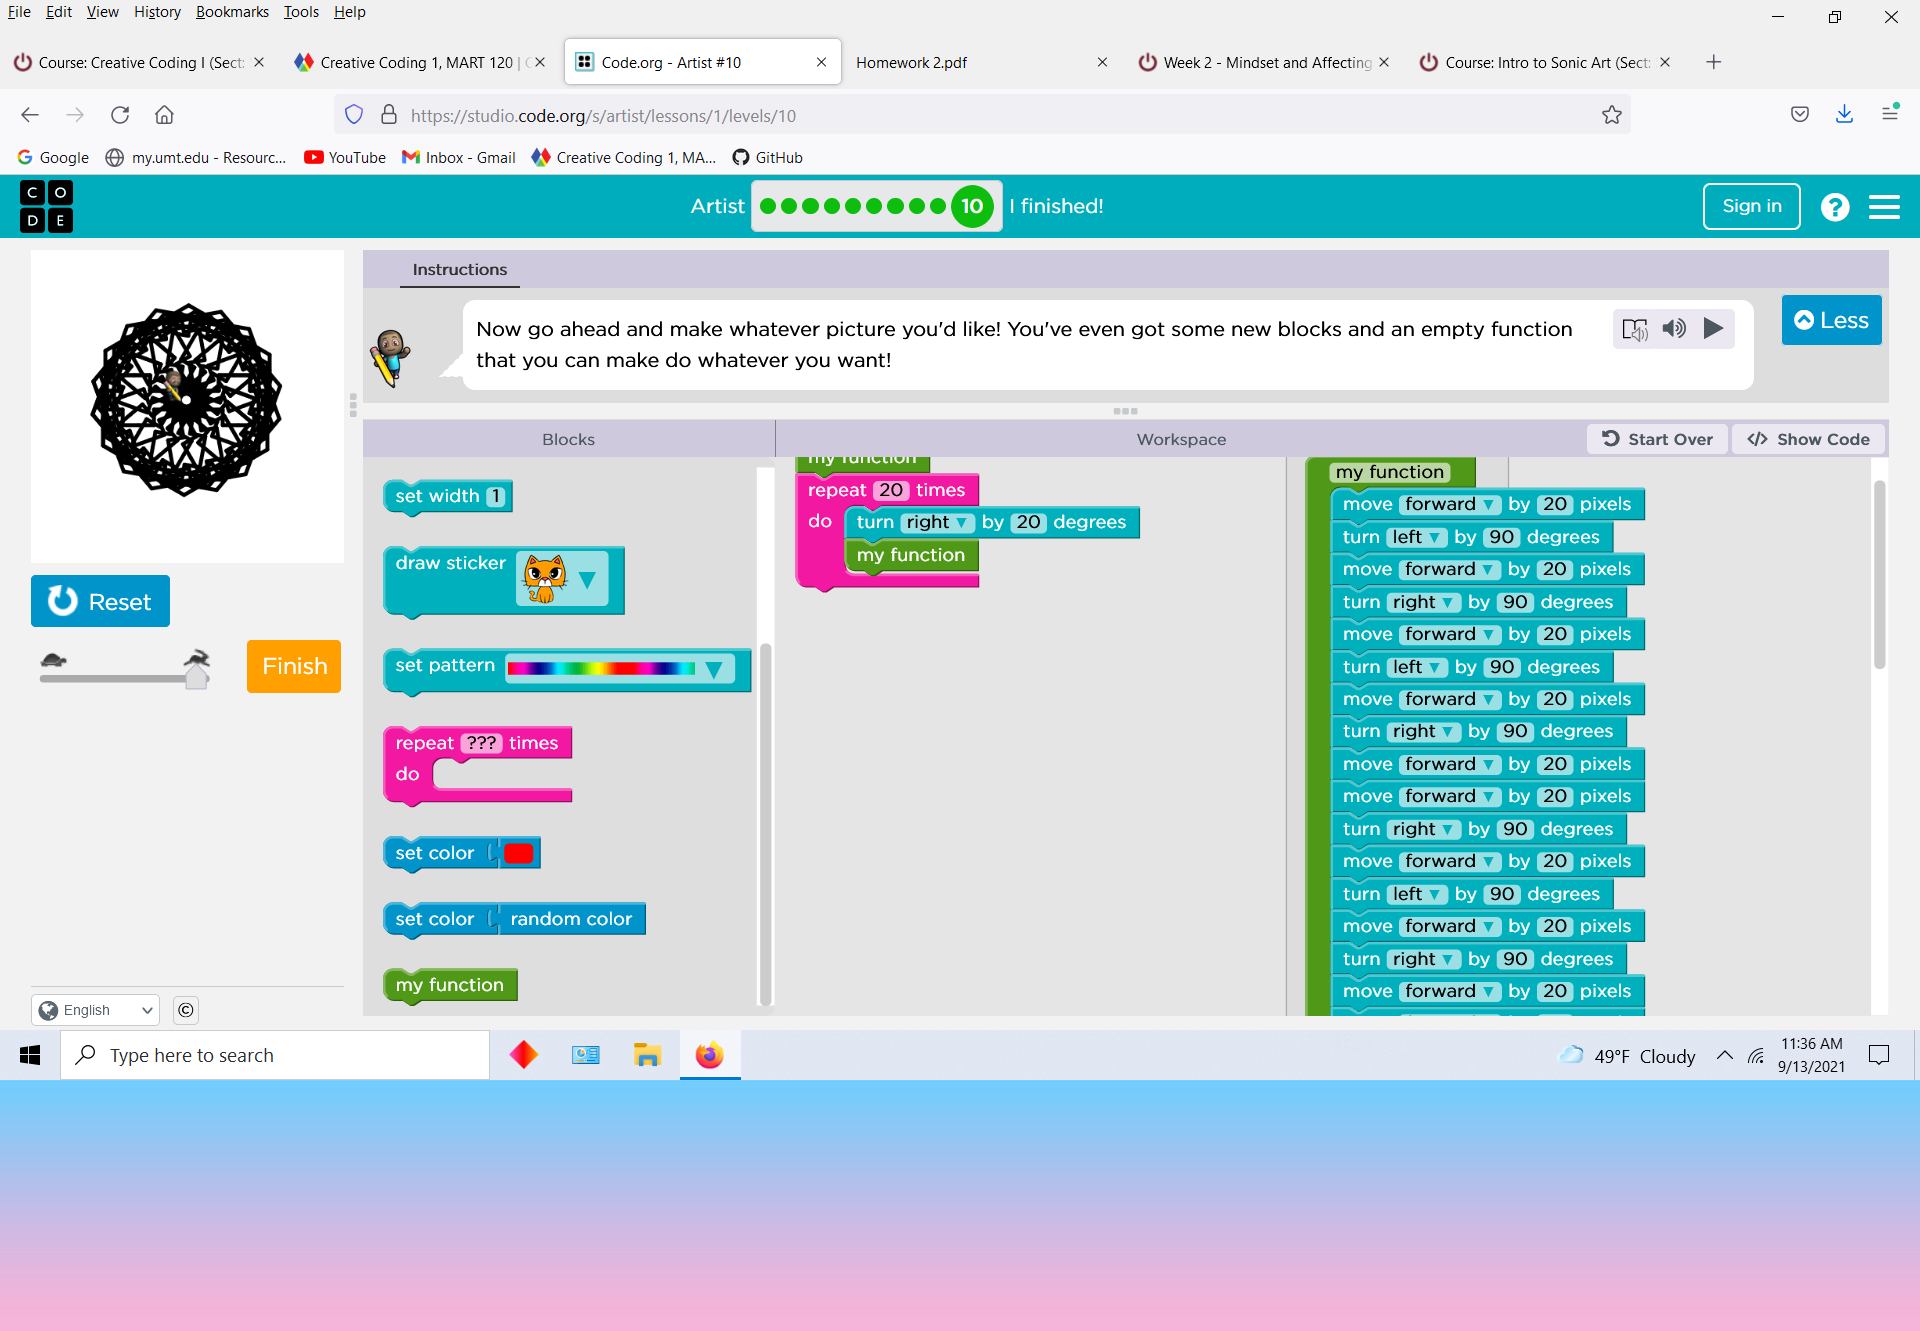 File Edit View History Bookmarks Tools Help
Course: Creative Coding I (Sect:
Creative Coding 1, MART 120 |
Code.org - Artist #10
Homework 2.pdf
Week 2 - Mindset and Affecting
Course: Intro to Sonic Art (Sect:
https://studio.code.org/s/artist/lessons/1/levels/10
Google my.umt.edu - Resourc... YouTube Inbox - Gmail Creative Coding 1, MA... GitHub
C O
D E
Artist 10 I finished!
Sign in
?
Instructions
Now go ahead and make whatever picture you'd like! You've even got some new blocks and an empty function
that you can make do whatever you want!
Less
Blocks
Workspace
Start Over
</> Show Code
Reset
Finish
English
©
set width 1
draw sticker
set pattern
repeat ??? times
do
set color
set color random color
my function
my function
repeat 20 times
do turn right by 20 degrees
my function
my function
move forward by 20 pixels
turn left by 90 degrees
move forward by 20 pixels
turn right by 90 degrees
move forward by 20 pixels
turn left by 90 degrees
move forward by 20 pixels
turn right by 90 degrees
move forward by 20 pixels
move forward by 20 pixels
turn right by 90 degrees
move forward by 20 pixels
turn left by 90 degrees
move forward by 20 pixels
turn right by 90 degrees
move forward by 20 pixels
Type here to search
49°F Cloudy
11:36 AM
9/13/2021